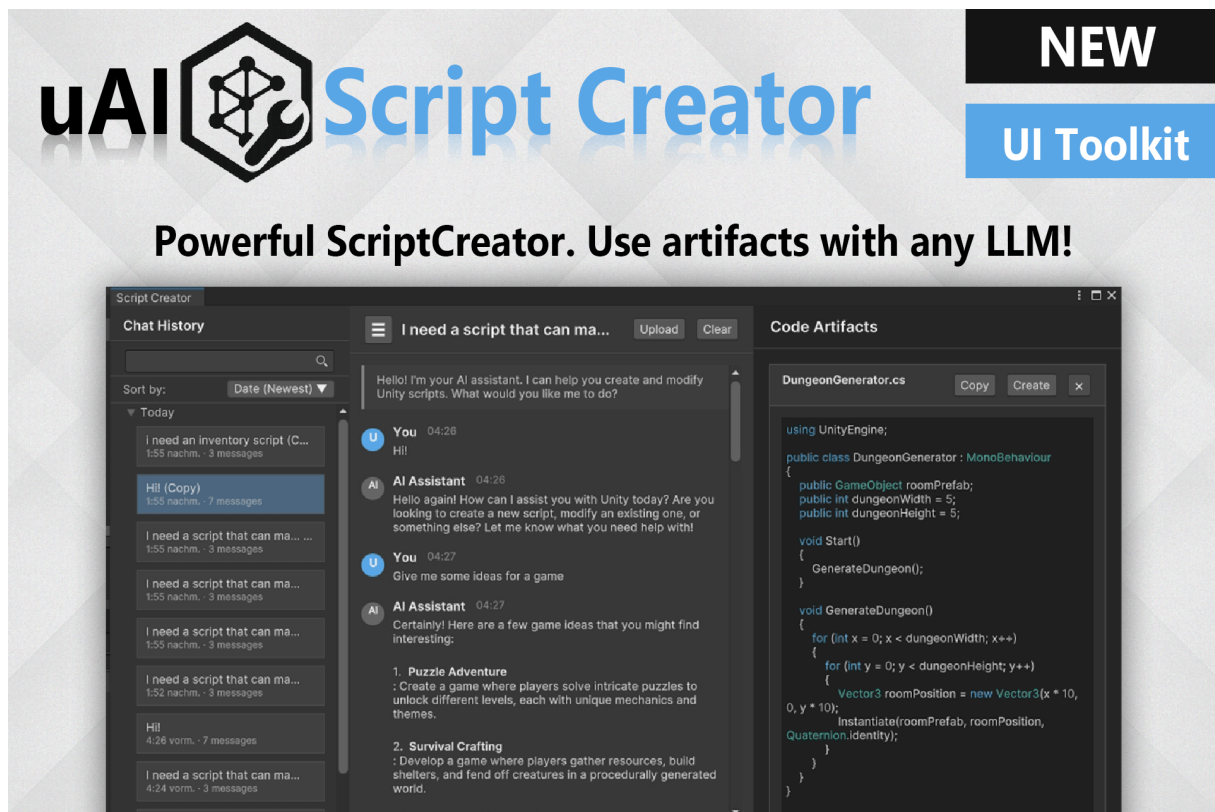 uAI Script Creator
NEW
UI Toolkit
Powerful ScriptCreator. Use artifacts with any LLM!
Script Creator
Chat History
Sort by:
Date (Newest) ▼
▼ Today
i need an inventory script (C...
1:55 nachm. · 3 messages
Hi! (Copy)
1:55 nachm. · 7 messages
I need a script that can ma... ...
1:55 nachm. · 3 messages
I need a script that can ma...
1:55 nachm. · 3 messages
I need a script that can ma...
1:55 nachm. · 3 messages
I need a script that can ma...
1:52 nachm. · 3 messages
Hi!
4:26 vorm. · 7 messages
I need a script that can ma...
4:24 vorm. · 3 messages
I need a script that can ma...
Upload
Clear
Hello! I'm your AI assistant. I can help you create and modify
Unity scripts. What would you like me to do?
U
You 04:26
Hi!
AI
AI Assistant 04:26
Hello again! How can I assist you with Unity today? Are you
looking to create a new script, modify an existing one, or
something else? Let me know what you need help with!
U
You 04:27
Give me some ideas for a game
AI
AI Assistant 04:27
Certainly! Here are a few game ideas that you might find
interesting:
1. Puzzle Adventure
: Create a game where players solve intricate puzzles to
unlock different levels, each with unique mechanics and
themes.
2. Survival Crafting
: Develop a game where players gather resources, build
shelters, and fend off creatures in a procedurally generated
world.
Code Artifacts
DungeonGenerator.cs
Copy
Create
×
using UnityEngine;
public class DungeonGenerator : MonoBehaviour
{
public GameObject roomPrefab;
public int dungeonWidth = 5;
public int dungeonHeight = 5;
void Start()
{
GenerateDungeon();
}
void GenerateDungeon()
{
for (int x = 0; x < dungeonWidth; x++)
{
for (int y = 0; y < dungeonHeight; y++)
{
Vector3 roomPosition = new Vector3(x * 10,
0, y * 10);
Instantiate(roomPrefab, roomPosition,
Quaternion.identity);
}
}
}
}